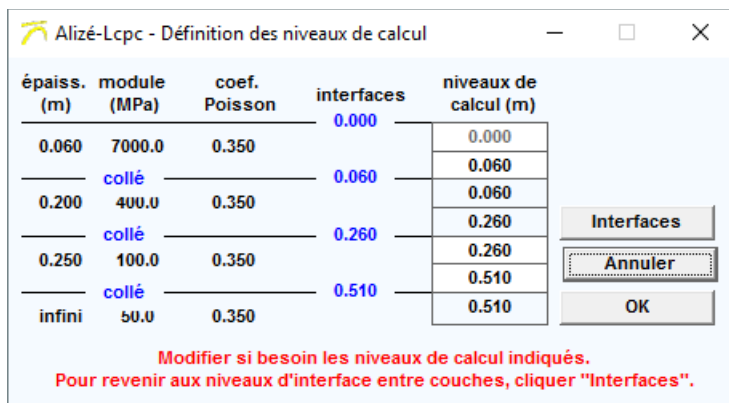 Alizé-Lcpc - Définition des niveaux de calcul
épaiss. module coef. interfaces niveaux de
(m) (MPa) Poisson calcul (m)
0.000
0.000
0.060 7000.0 0.350
0.060
collé 0.060
0.060
0.200 400.0 0.350
0.260 Interfaces
collé 0.260
0.260
0.250 100.0 0.350 Annuler
0.510
collé 0.510
0.510 OK
infini 50.0 0.350
Modifier si besoin les niveaux de calcul indiqués.
Pour revenir aux niveaux d'interface entre couches, cliquer "Interfaces".